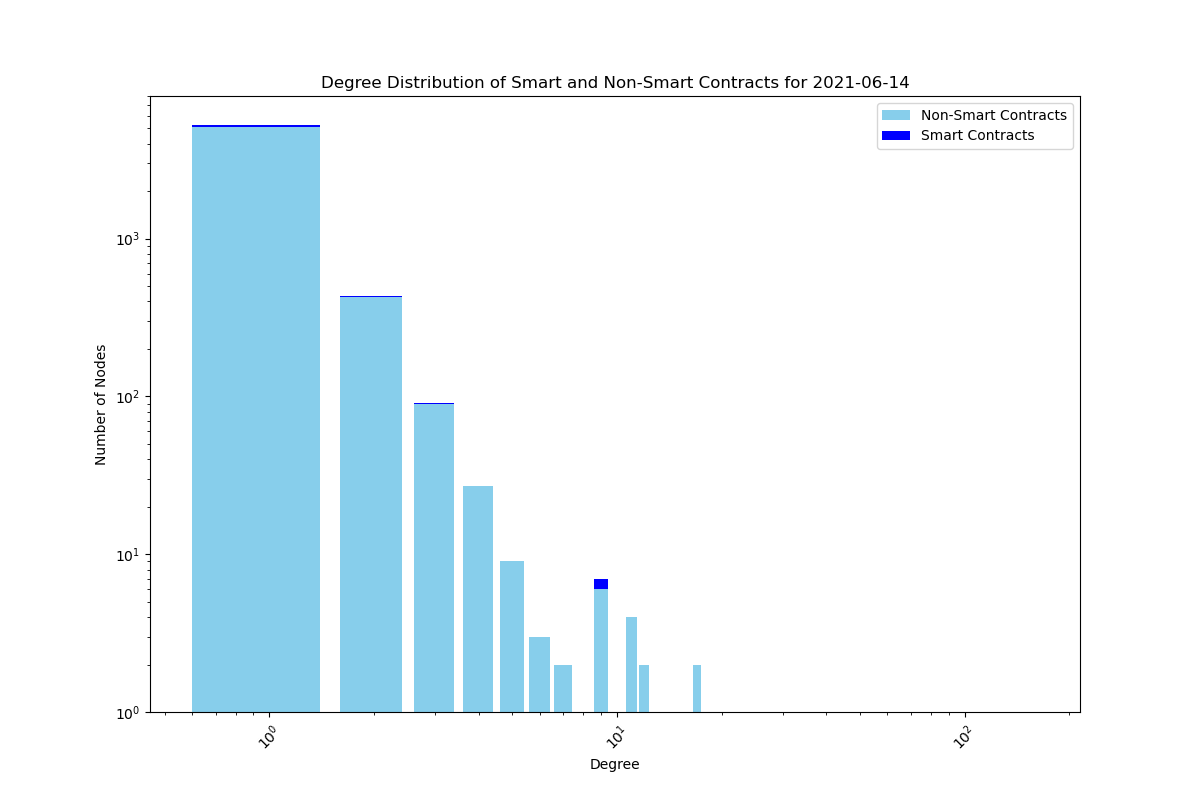 Degree Distribution of Smart and Non-Smart Contracts for 2021-06-14
Non-Smart Contracts
Smart Contracts
Number of Nodes
10³
10²
10¹
10⁰
10⁰
10¹
10²
Degree